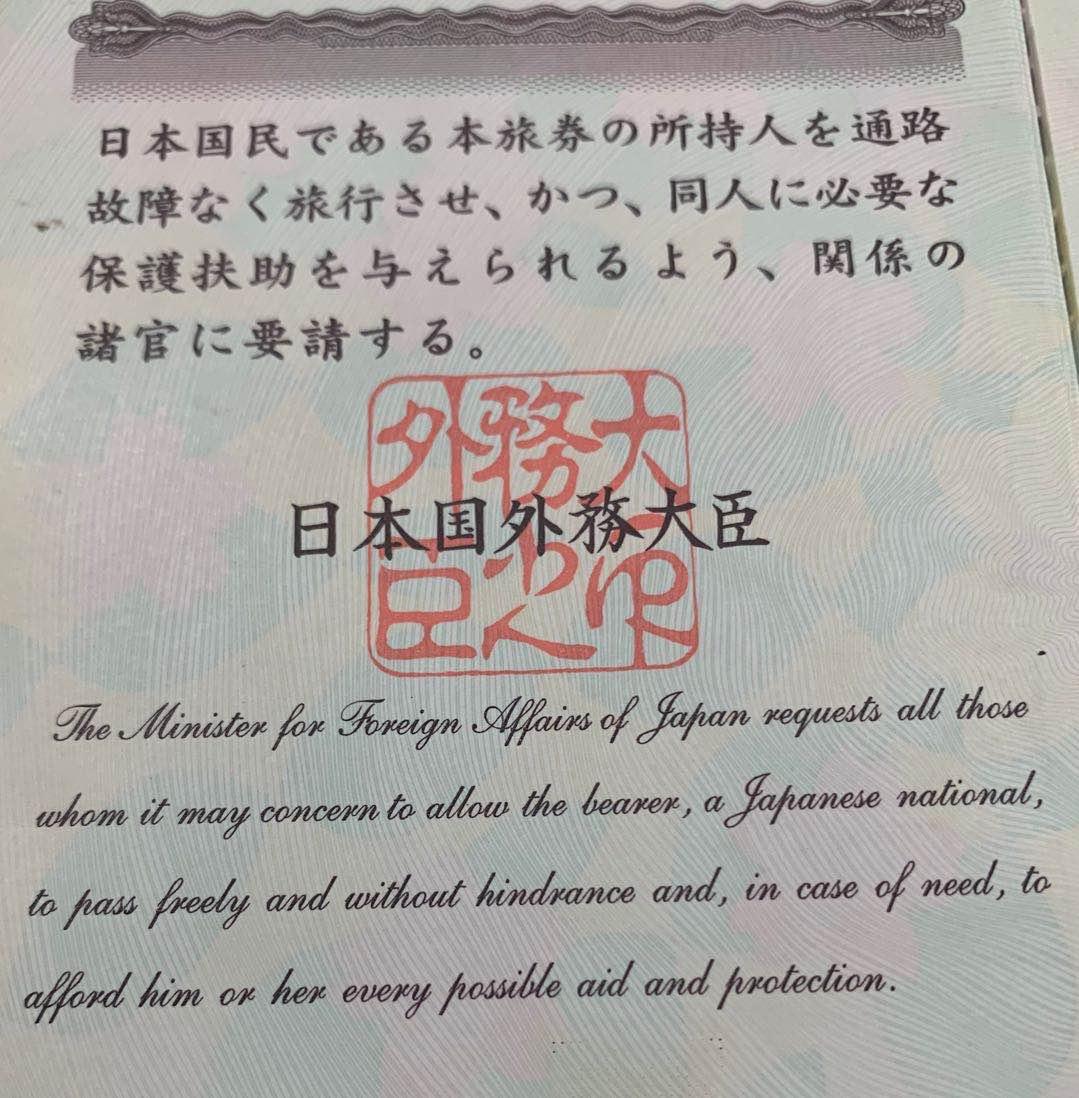 日本国民である本旅券の所持人を通路
故障なく旅行させ、かつ、同人に必要な
保護扶助を与えられるよう、関係の
諸官に要請する。
日本国外務大臣
外務大
臣
The Minister for Foreign Affairs of Japan requests all those
whom it may concern to allow the bearer, a Japanese national,
to pass freely and without hindrance and, in case of need, to
afford him or her every possible aid and protection.